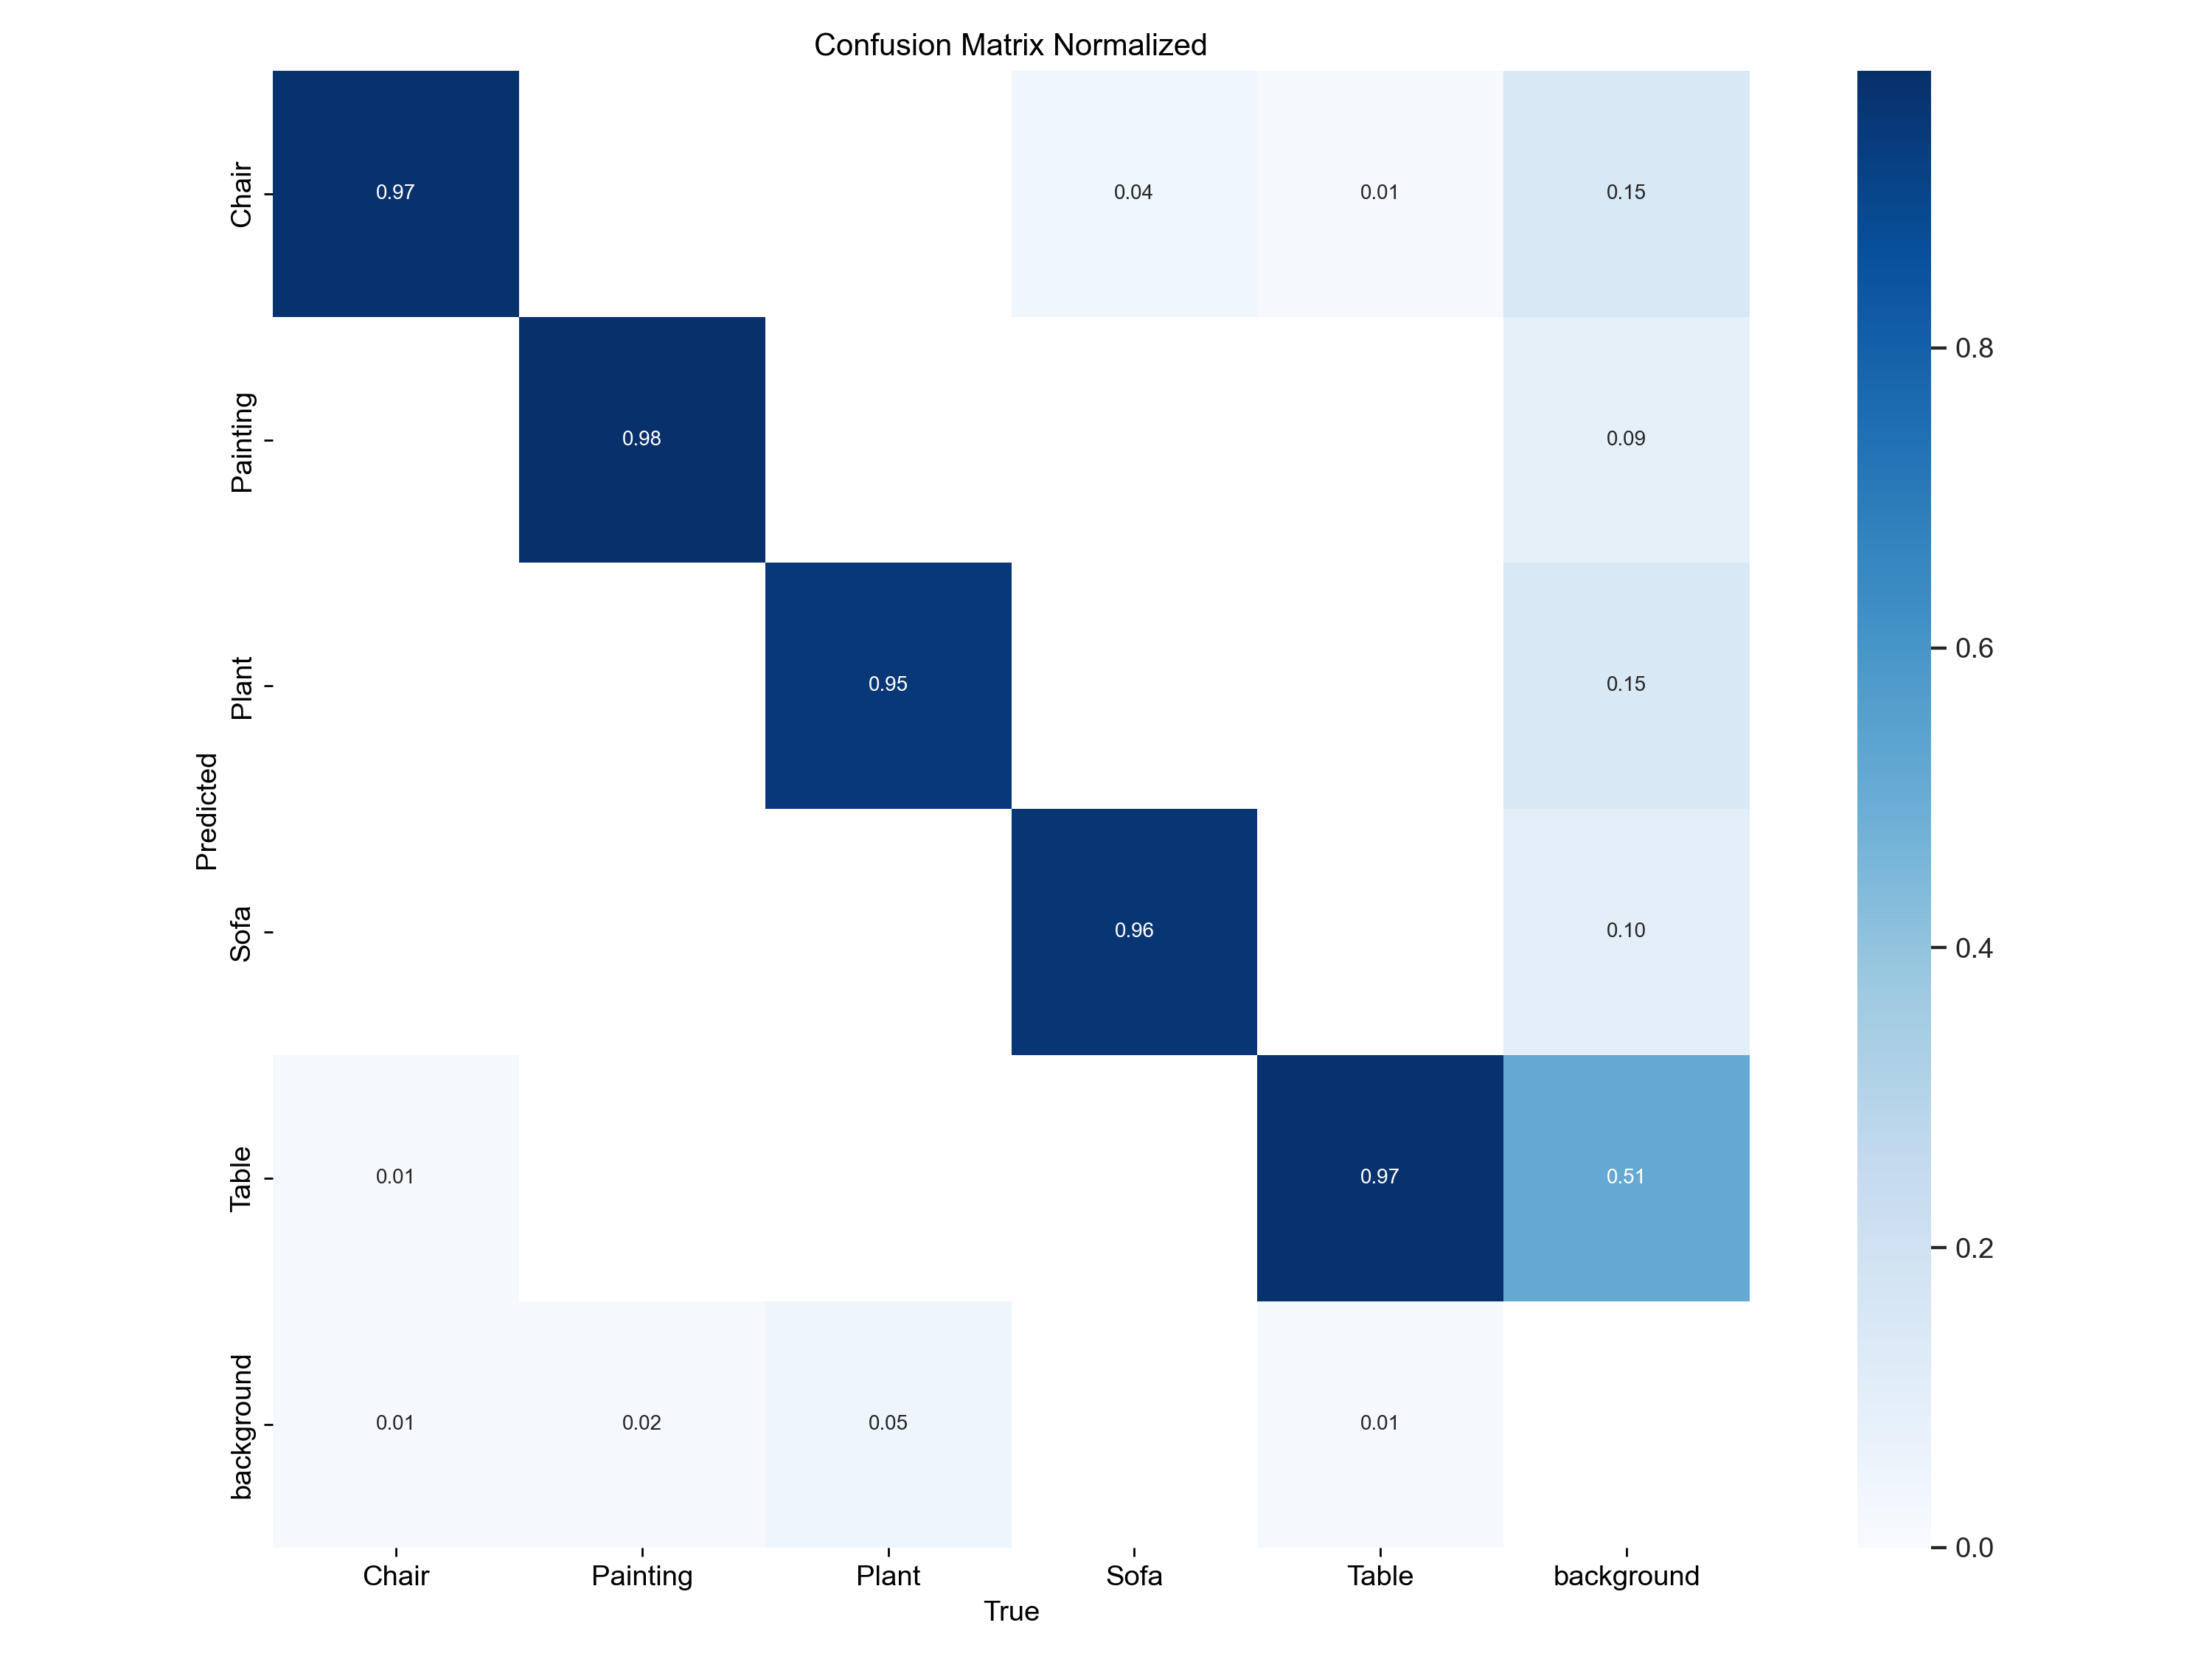 Confusion Matrix Normalized
Chair
0.97
0.04
0.01
0.15
Painting
0.98
0.09
Plant
0.95
0.15
Predicted
Sofa
0.96
0.10
Table
0.01
0.97
0.51
background
0.01
0.02
0.05
0.01
Chair
Painting
Plant
Sofa
Table
background
True
0.8
0.6
0.4
0.2
0.0